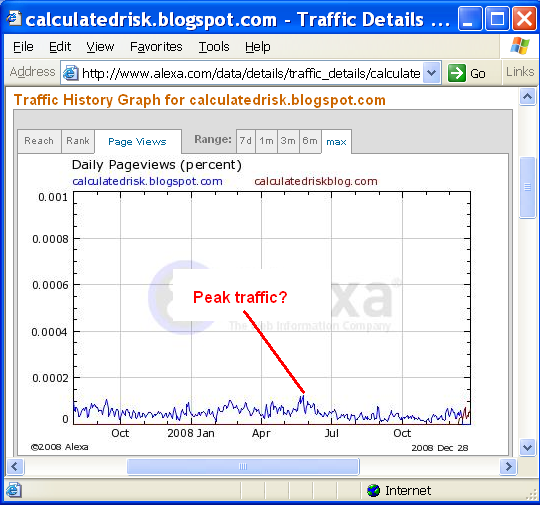 calculatedrisk.blogspot.com - Traffic Details ...
File Edit View Favorites Tools Help
Address http://www.alexa.com/data/details/traffic_details/calculate Go Links
Traffic History Graph for calculatedrisk.blogspot.com
Reach Rank Page Views Range: 7d 1m 3m 6m max
Daily Pageviews (percent)
calculatedrisk.blogspot.com calculatedriskblog.com
0.001
0.0008
0.0006
Peak traffic?
exa®
The Information Company
0.0004
0.0002
0
Oct 2008 Jan Apr Jul Oct
©2008 Alexa 2008 Dec 28
Internet